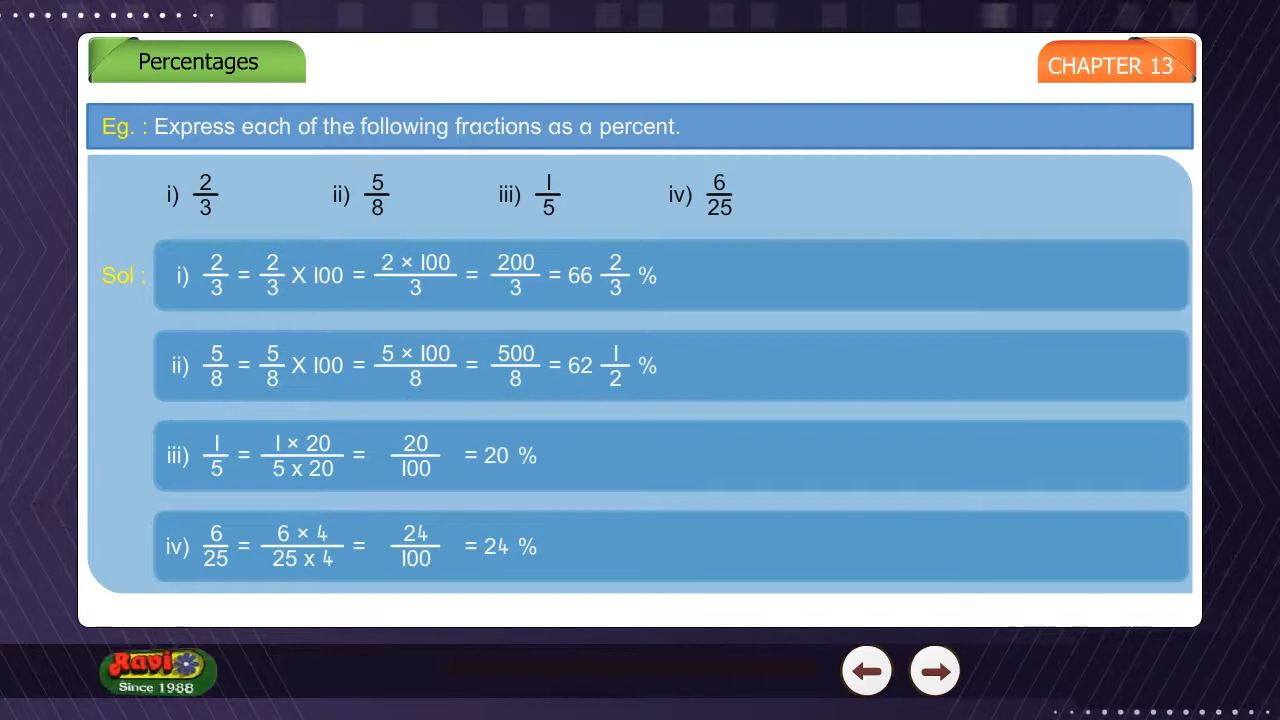 Percentages
CHAPTER 13
Eg. : Express each of the following fractions as a percent.
i) 2/3 ii) 5/8 iii) 1/5 iv) 6/25
Sol : i) 2/3 = 2/3 X 100 = 2 × 100/3 = 200/3 = 66 2/3 %
ii) 5/8 = 5/8 X 100 = 5 × 100/8 = 500/8 = 62 1/2 %
iii) 1/5 = 1 × 20/5 x 20 = 20/100 = 20 %
iv) 6/25 = 6 × 4/25 x 4 = 24/100 = 24 %
Ravi
Since 1988